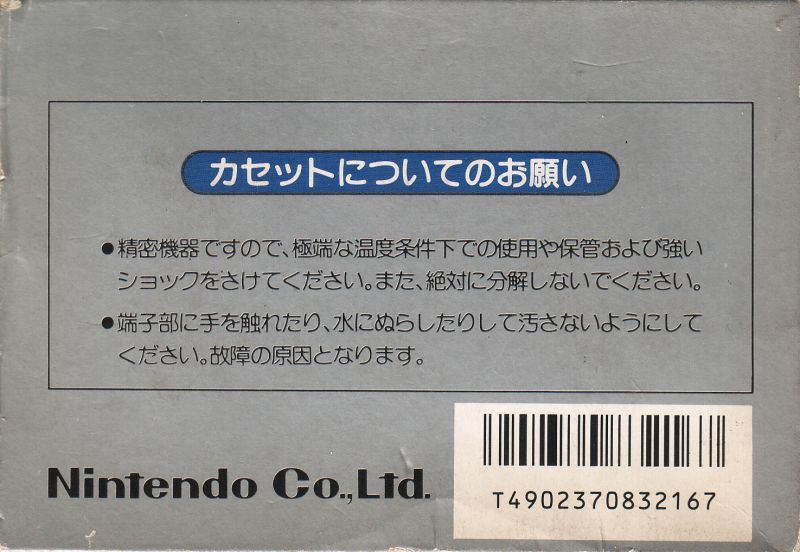 カセットについてのお願い
●精密機器ですので、極端な温度条件下での使用や保管および強い
ショックをさけてください。また、絶対に分解しないでください。
●端子部に手を触れたり、水にぬらしたりして汚さないようにして
ください。故障の原因となります。
Nintendo Co.,Ltd.
T4902370832167